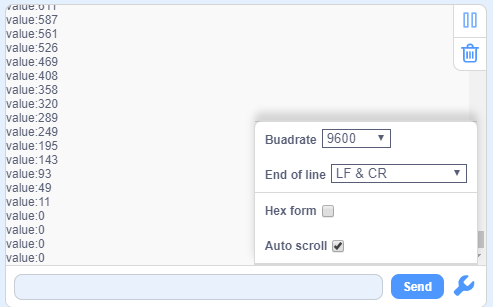 value:611
value:587
value:561
value:526
value:469
value:408
value:358
value:320
value:289
value:249
value:195
value:143
value:93
value:49
value:11
value:0
value:0
value:0
value:0
Buadrate 9600
End of line LF & CR
Hex form
Auto scroll
Send